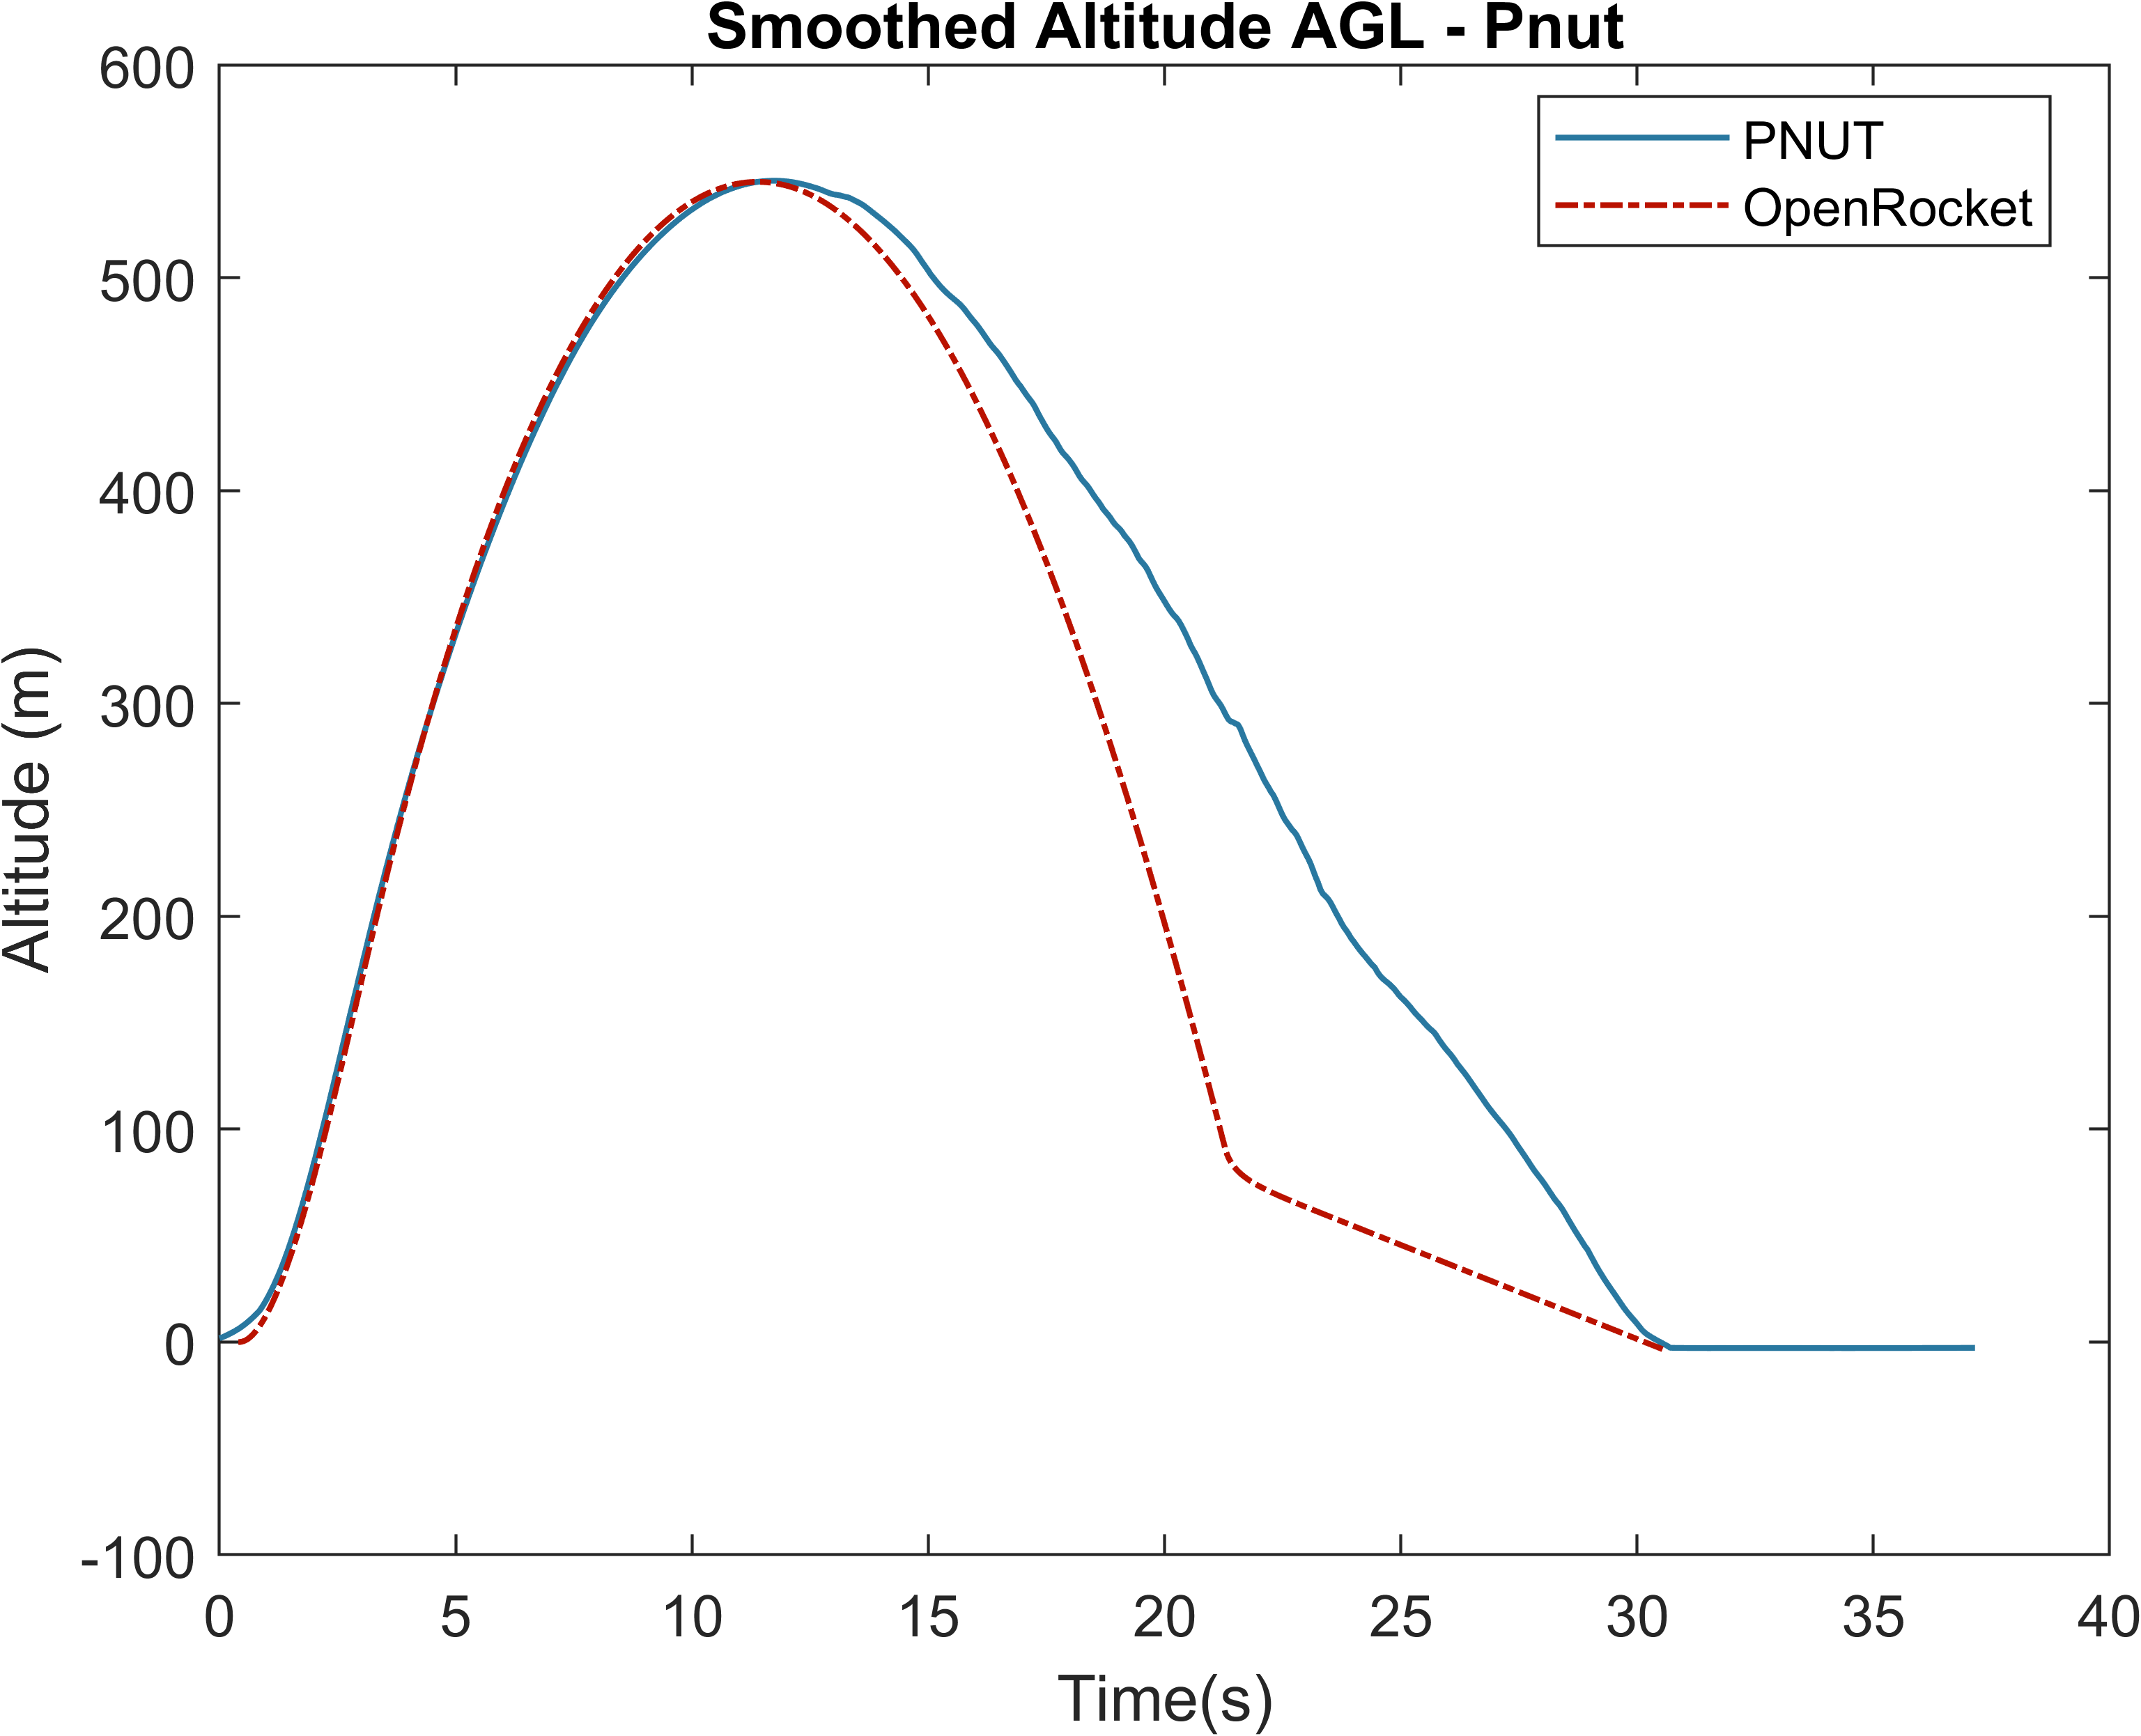 Smoothed Altitude AGL - Pnut
600
500
400
300
200
100
0
-100
Altitude (m)
PNUT
OpenRocket
0 5 10 15 20 25 30 35 40
Time(s)